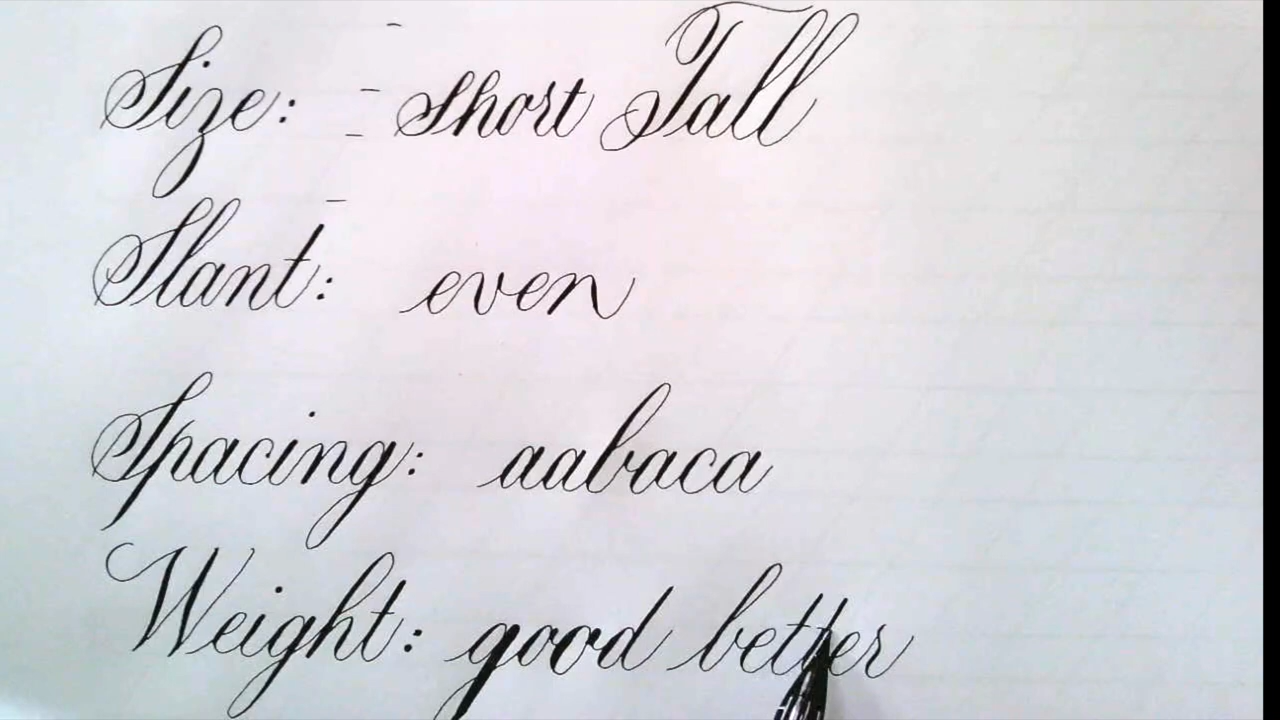 Size: short Tall
Slant: even
Spacing: aabaca
Weight: good better